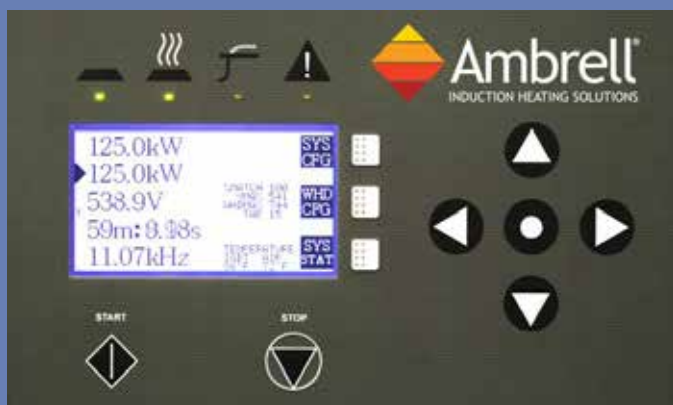 Ambrell®
INDUCTION HEATING SOLUTIONS
125.0kW
SYS
CFG
125.0kW
538.9V
WHD
CFG
11.07kHz
TEMPERATURE
SYS
STAT
START
STOP